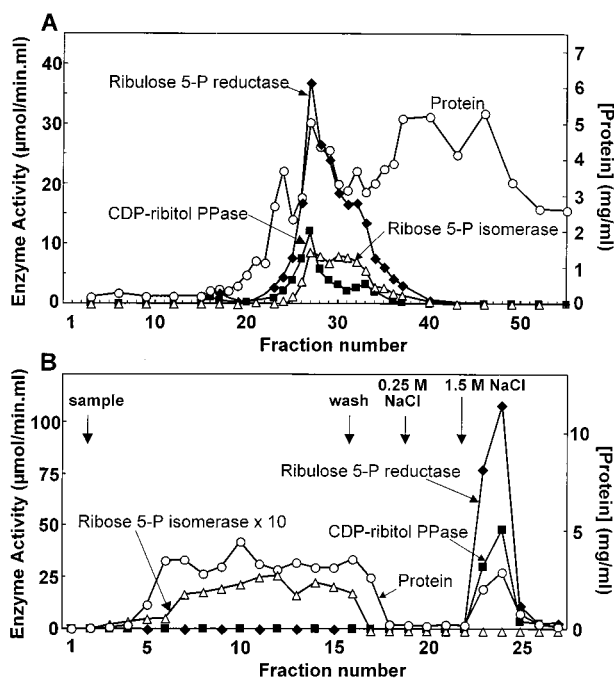 A
Enzyme Activity (µmol/min.ml)
40
30
20
10
0
Ribulose 5-P reductase
Protein
CDP-ribitol PPase
Ribose 5-P isomerase
7
6
5
4
3
2
1
0
[Protein] (mg/ml)
1 10 20 30 40 50
Fraction number
B
Enzyme Activity (µmol/min.ml)
100
75
50
25
0
sample
wash
0.25 M
NaCl
1.5 M NaCl
Ribulose 5-P reductase
Ribose 5-P isomerase x 10
CDP-ribitol PPase
Protein
10
5
0
[Protein] (mg/ml)
1 5 10 15 20 25
Fraction number